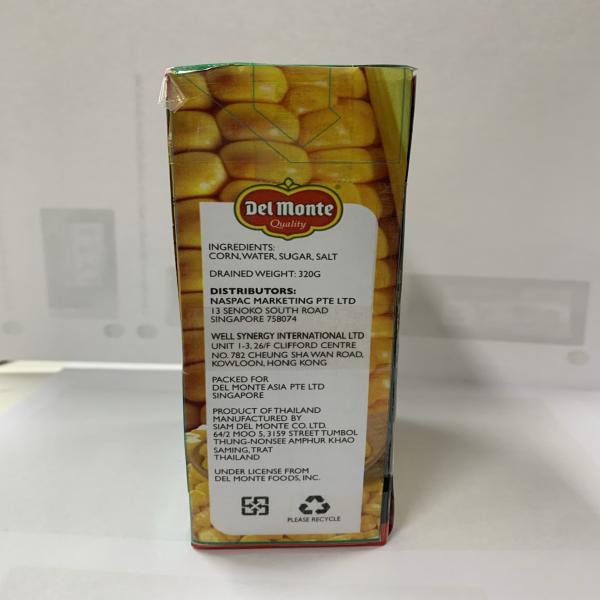 Del Monte
Quality
INGREDIENTS:
CORN, WATER, SUGAR, SALT
DRAINED WEIGHT: 320G
DISTRIBUTORS:
NASPAC MARKETING PTE LTD
13 SENOKO SOUTH ROAD
SINGAPORE 758074
WELL SYNERGY INTERNATIONAL LTD
UNIT 1-3, 26/F CLIFFORD CENTRE
NO. 782 CHEUNG SHA WAN ROAD,
KOWLOON, HONG KONG
PACKED FOR
DEL MONTE ASIA PTE LTD
SINGAPORE
PRODUCT OF THAILAND
MANUFACTURED BY
SIAM DEL MONTE CO. LTD.
64/2 MOO 5, 3159 STREET TUMBOL
THUNG-NONSEE AMPHUR KHAO
SAMING, TRAT
THAILAND
UNDER LICENSE FROM
DEL MONTE FOODS, INC.
PLEASE RECYCLE